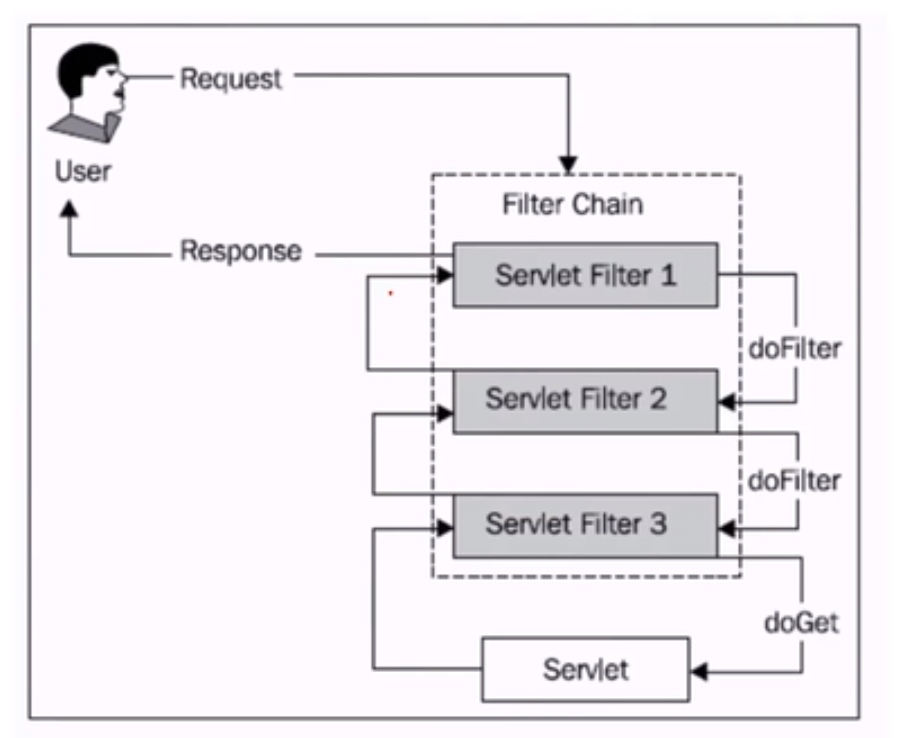 Request
User
Filter Chain
Response
Servlet Filter 1
doFilter
Servlet Filter 2
doFilter
Servlet Filter 3
doGet
Servlet